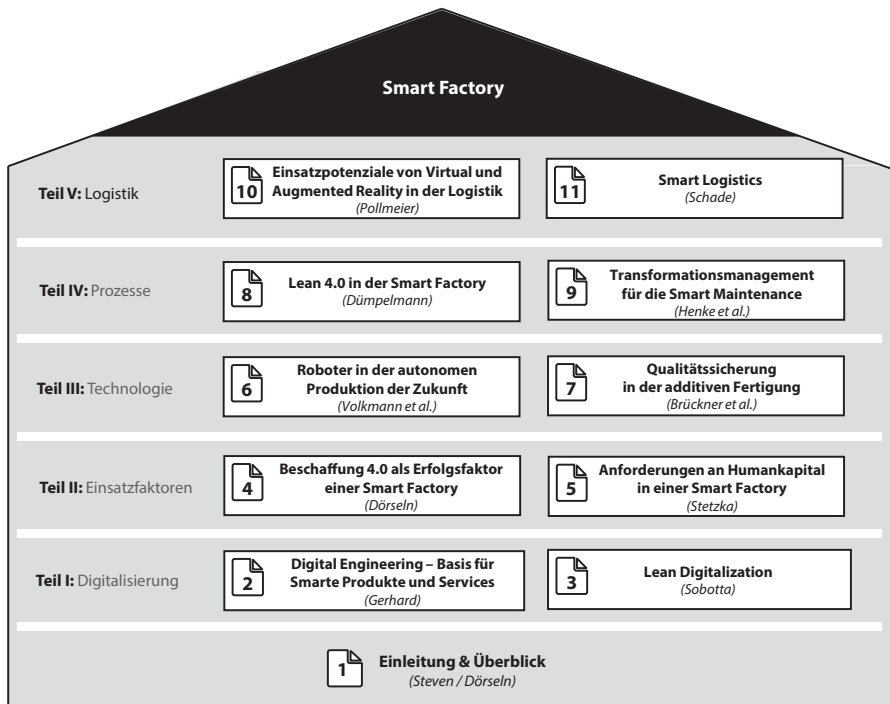 Smart Factory
Teil V: Logistik
10
Einsatzpotenziale von Virtual und
Augmented Reality in der Logistik
(Pollmeier)
11
Smart Logistics
(Schade)
Teil IV: Prozesse
8
Lean 4.0 in der Smart Factory
(Dümpelmann)
9
Transformationsmanagement
für die Smart Maintenance
(Henke et al.)
Teil III: Technologie
6
Roboter in der autonomen
Produktion der Zukunft
(Volkmann et al.)
7
Qualitätssicherung
in der additiven Fertigung
(Brückner et al.)
Teil II: Einsatzfaktoren
4
Beschaffung 4.0 als Erfolgsfaktor
einer Smart Factory
(Dörseln)
5
Anforderungen an Humankapital
in einer Smart Factory
(Stetzka)
Teil I: Digitalisierung
2
Digital Engineering – Basis für
Smarte Produkte und Services
(Gerhard)
3
Lean Digitalization
(Sobotta)
1
Einleitung & Überblick
(Steven / Dörseln)